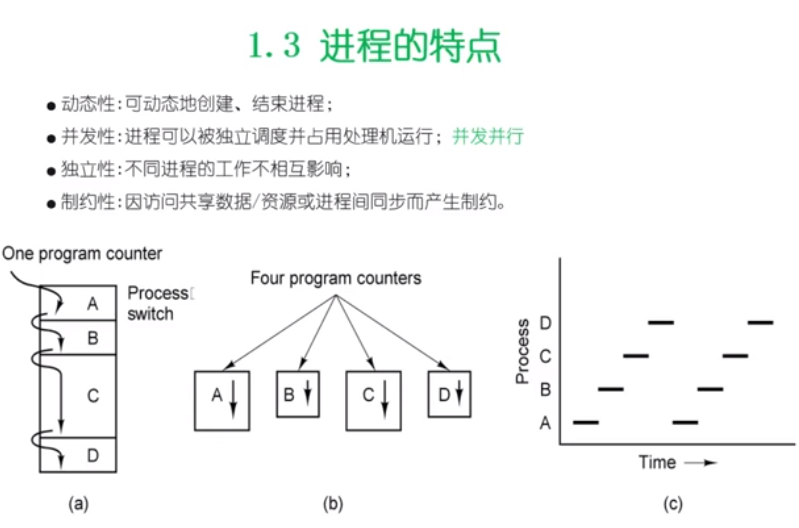 1.3 进程的特点
● 动态性:可动态地创建、结束进程;
● 并发性:进程可以被独立调度并占用处理机运行; 并发并行
● 独立性:不同进程的工作不相互影响;
● 制约性:因访问共享数据/资源或进程间同步而产生制约。
One program counter
Process
switch
A
B
C
D
(a)
Four program counters
A
B
C
D
(b)
Process
D
C
B
A
Time
(c)